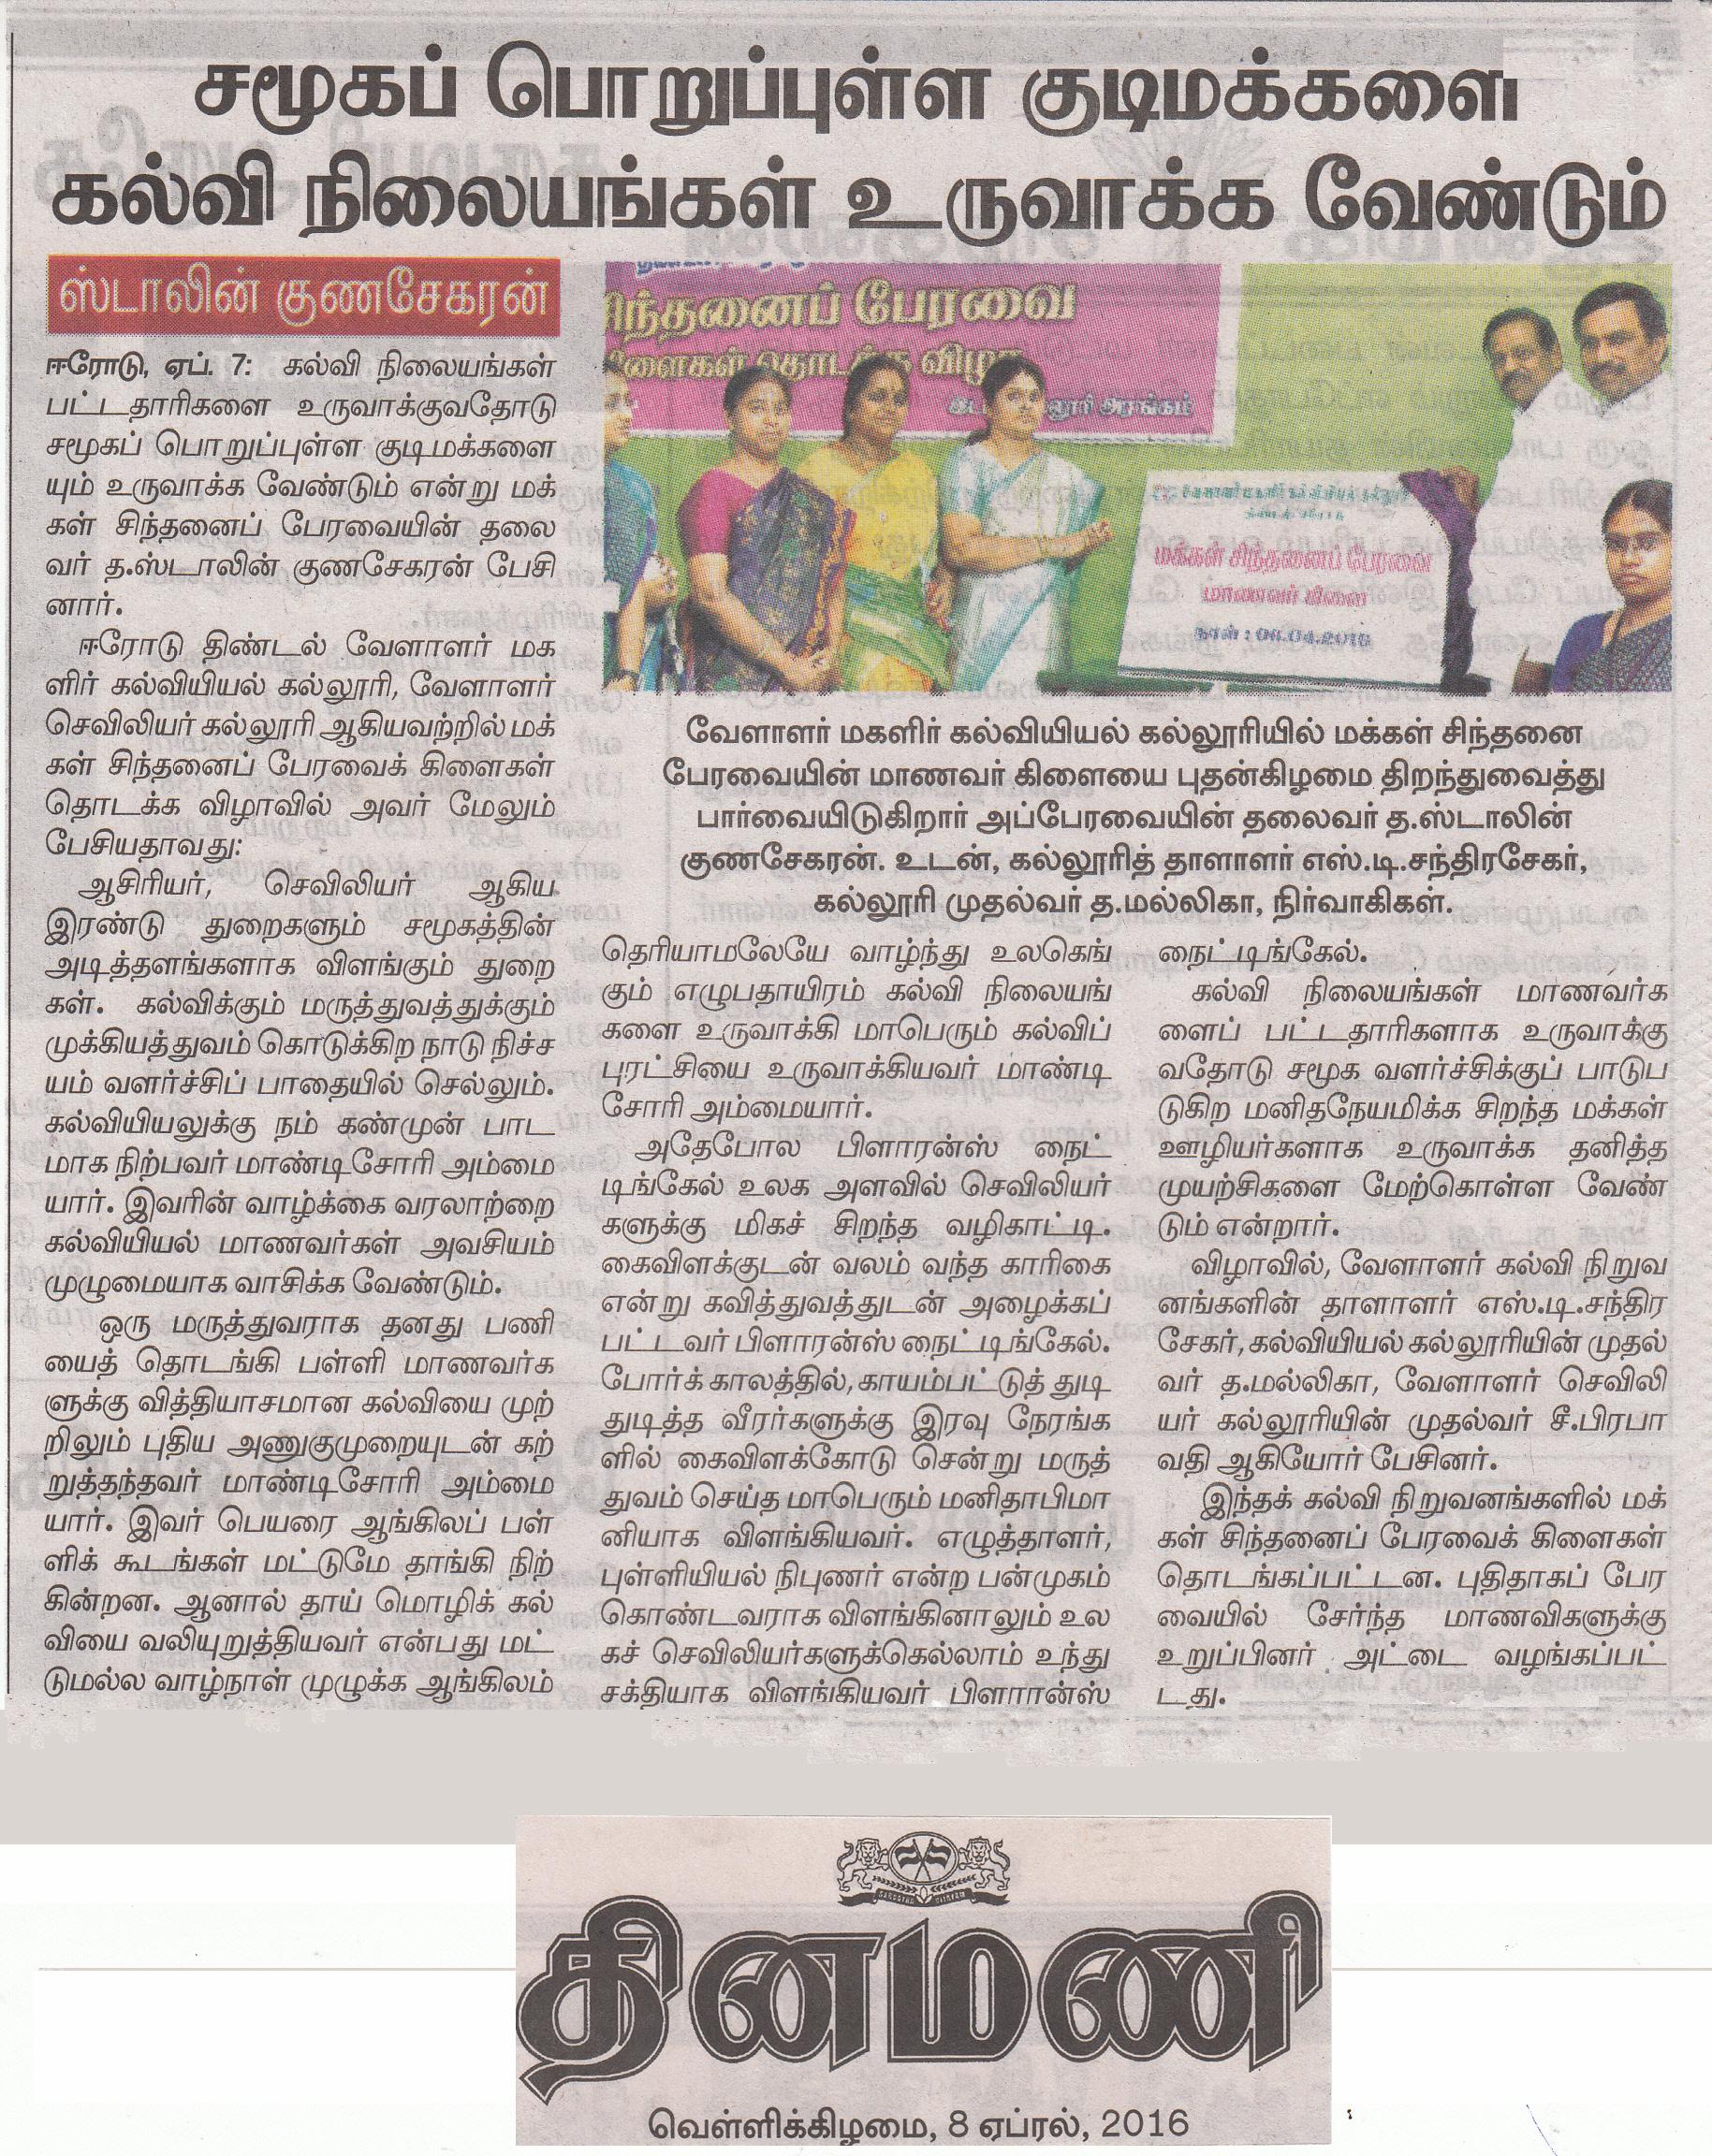 சமூகப் பொறுப்புள்ள குடிமக்களை
கல்வி நிலையங்கள் உருவாக்க வேண்டும்
ஸ்டாலின் குணசேகரன்
ஈரோடு, ஏப். 7: கல்வி நிலையங்கள்
பட்டதாரிகளை உருவாக்குவதோடு
சமூகப் பொறுப்புள்ள குடிமக்களை
யும் உருவாக்க வேண்டும் என்று மக்
கள் சிந்தனைப் பேரவையின் தலை
வர் த.ஸ்டாலின் குணசேகரன் பேசி
னார்.
ஈரோடு திண்டல் வேளாளர் மக
ளிர் கல்வியியல் கல்லூரி, வேளாளர்
செவிலியர் கல்லூரி ஆகியவற்றில் மக்
கள் சிந்தனைப் பேரவைக் கிளைகள்
தொடக்க விழாவில் அவர் மேலும்
பேசியதாவது:
ஆசிரியர், செவிலியர் ஆகிய
இரண்டு துறைகளும் சமூகத்தின்
அடித்தளங்களாக விளங்கும் துறை
கள். கல்விக்கும் மருத்துவத்துக்கும்
முக்கியத்துவம் கொடுக்கிற நாடு நிச்ச
யம் வளர்ச்சிப் பாதையில் செல்லும்.
கல்வியியலுக்கு நம் கண்முன் பாட
மாக நிற்பவர் மாண்டிசோரி அம்மை
யார். இவரின் வாழ்க்கை வரலாற்றை
கல்வியியல் மாணவர்கள் அவசியம்
முழுமையாக வாசிக்க வேண்டும்.
ஒரு மருத்துவராக தனது பணி
யைத் தொடங்கி பள்ளி மாணவர்க
ளுக்கு வித்தியாசமான கல்வியை முற்
றிலும் புதிய அணுகுமுறையுடன் கற்
றுத்தந்தவர் மாண்டிசோரி அம்மை
யார். இவர் பெயரை ஆங்கிலப் பள்
ளிக் கூடங்கள் மட்டுமே தாங்கி நிற்
கின்றன. ஆனால் தாய் மொழிக் கல்
வியை வலியுறுத்தியவர் என்பது மட்
டுமல்ல வாழ்நாள் முழுக்க ஆங்கிலம்
சிந்தனைப் பேரவை
தொடக்க விழா
மக்கள் சிந்தனைப் பேரவை
மாணவர் கிளை
நாள் : 06.04.2016
வேளாளர் மகளிர் கல்வியியல் கல்லூரியில் மக்கள் சிந்தனை
பேரவையின் மாணவர் கிளையை புதன்கிழமை திறந்துவைத்து
பார்வையிடுகிறார் அப்பேரவையின் தலைவர் த.ஸ்டாலின்
குணசேகரன். உடன், கல்லூரித் தாளாளர் எஸ்.டி.சந்திரசேகர்,
கல்லூரி முதல்வர் த.மல்லிகா, நிர்வாகிகள்.
தெரியாமலேயே வாழ்ந்து உலகெங்
கும் எழுபதாயிரம் கல்வி நிலையங்
களை உருவாக்கி மாபெரும் கல்விப்
புரட்சியை உருவாக்கியவர் மாண்டி
சோரி அம்மையார்.
அதேபோல பிளாரன்ஸ் நைட்
டிங்கேல் உலக அளவில் செவிலியர்
களுக்கு மிகச் சிறந்த வழிகாட்டி.
கைவிளக்குடன் வலம் வந்த காரிகை
என்று கவித்துவத்துடன் அழைக்கப்
பட்டவர் பிளாரன்ஸ் நைட்டிங்கேல்.
போர்க் காலத்தில், காயம்பட்டுத் துடி
துடித்த வீரர்களுக்கு இரவு நேரங்க
ளில் கைவிளக்கோடு சென்று மருத்
துவம் செய்த மாபெரும் மனிதாபிமா
னியாக விளங்கியவர். எழுத்தாளர்,
புள்ளியியல் நிபுணர் என்ற பன்முகம்
கொண்டவராக விளங்கினாலும் உல
கச் செவிலியர்களுக்கெல்லாம் உந்து
சக்தியாக விளங்கியவர் பிளாரான்ஸ்
நைட்டிங்கேல்.
கல்வி நிலையங்கள் மாணவர்க
ளைப் பட்டதாரிகளாக உருவாக்கு
வதோடு சமூக வளர்ச்சிக்குப் பாடுப
டுகிற மனிதநேயமிக்க சிறந்த மக்கள்
ஊழியர்களாக உருவாக்க தனித்த
முயற்சிகளை மேற்கொள்ள வேண்
டும் என்றார்.
விழாவில், வேளாளர் கல்வி நிறுவ
னங்களின் தாளாளர் எஸ்.டி.சந்திர
சேகர், கல்வியியல் கல்லூரியின் முதல்
வர் த.மல்லிகா, வேளாளர் செவிலி
யர் கல்லூரியின் முதல்வர் சீ.பிரபா
வதி ஆகியோர் பேசினர்.
இந்தக் கல்வி நிறுவனங்களில் மக்
கள் சிந்தனைப் பேரவைக் கிளைகள்
தொடங்கப்பட்டன. புதிதாகப் பேர
வையில் சேர்ந்த மாணவிகளுக்கு
உறுப்பினர் அட்டை வழங்கப்பட்
டது.
தினமணி
வெள்ளிக்கிழமை, 8 ஏப்ரல், 2016